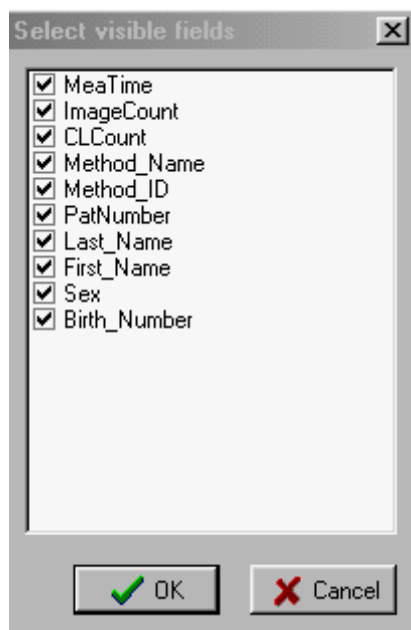 Select visible fields
MeaTime
ImageCount
CLCount
Method_Name
Method_ID
PatNumber
Last_Name
First_Name
Sex
Birth_Number
OK
Cancel